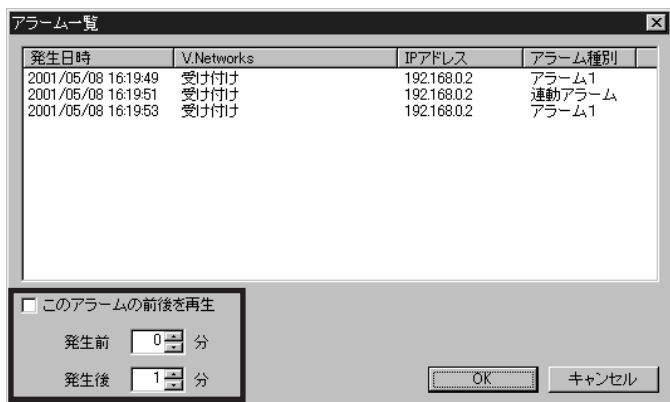 アラーム一覧
発生日時 V.Networks IPアドレス アラーム種別
2001/05/08 16:19:49 受け付け 192.168.0.2 アラーム1
2001/05/08 16:19:51 受け付け 192.168.0.2 連動アラーム
2001/05/08 16:19:53 受け付け 192.168.0.2 アラーム1
このアラームの前後を再生
発生前 0 分
発生後 1 分
OK キャンセル